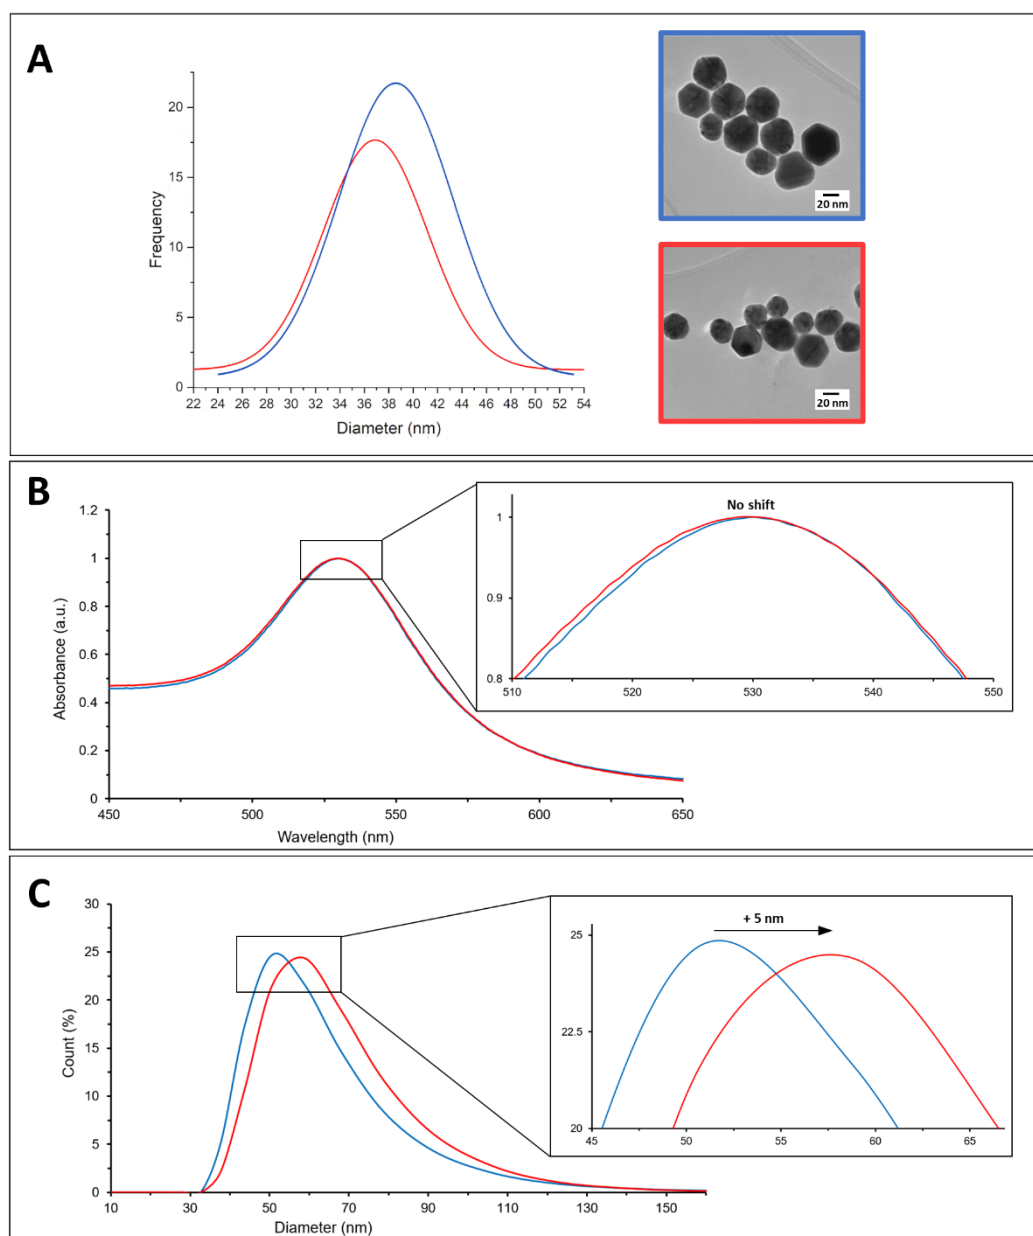 A
Frequency
20
15
10
5
0
22 24 26 28 30 32 34 36 38 40 42 44 46 48 50 52 54
Diameter (nm)
20 nm
20 nm
B
Absorbance (a.u.)
1.2
1
0.8
0.6
0.4
0.2
0
450 500 550 600 650
Wavelength (nm)
No shift
1
0.9
0.8
510 520 530 540 550
C
Count (%)
30
25
20
15
10
5
0
10 30 50 70 90 110 130 150
Diameter (nm)
+ 5 nm
25
22.5
20
45 50 55 60 65